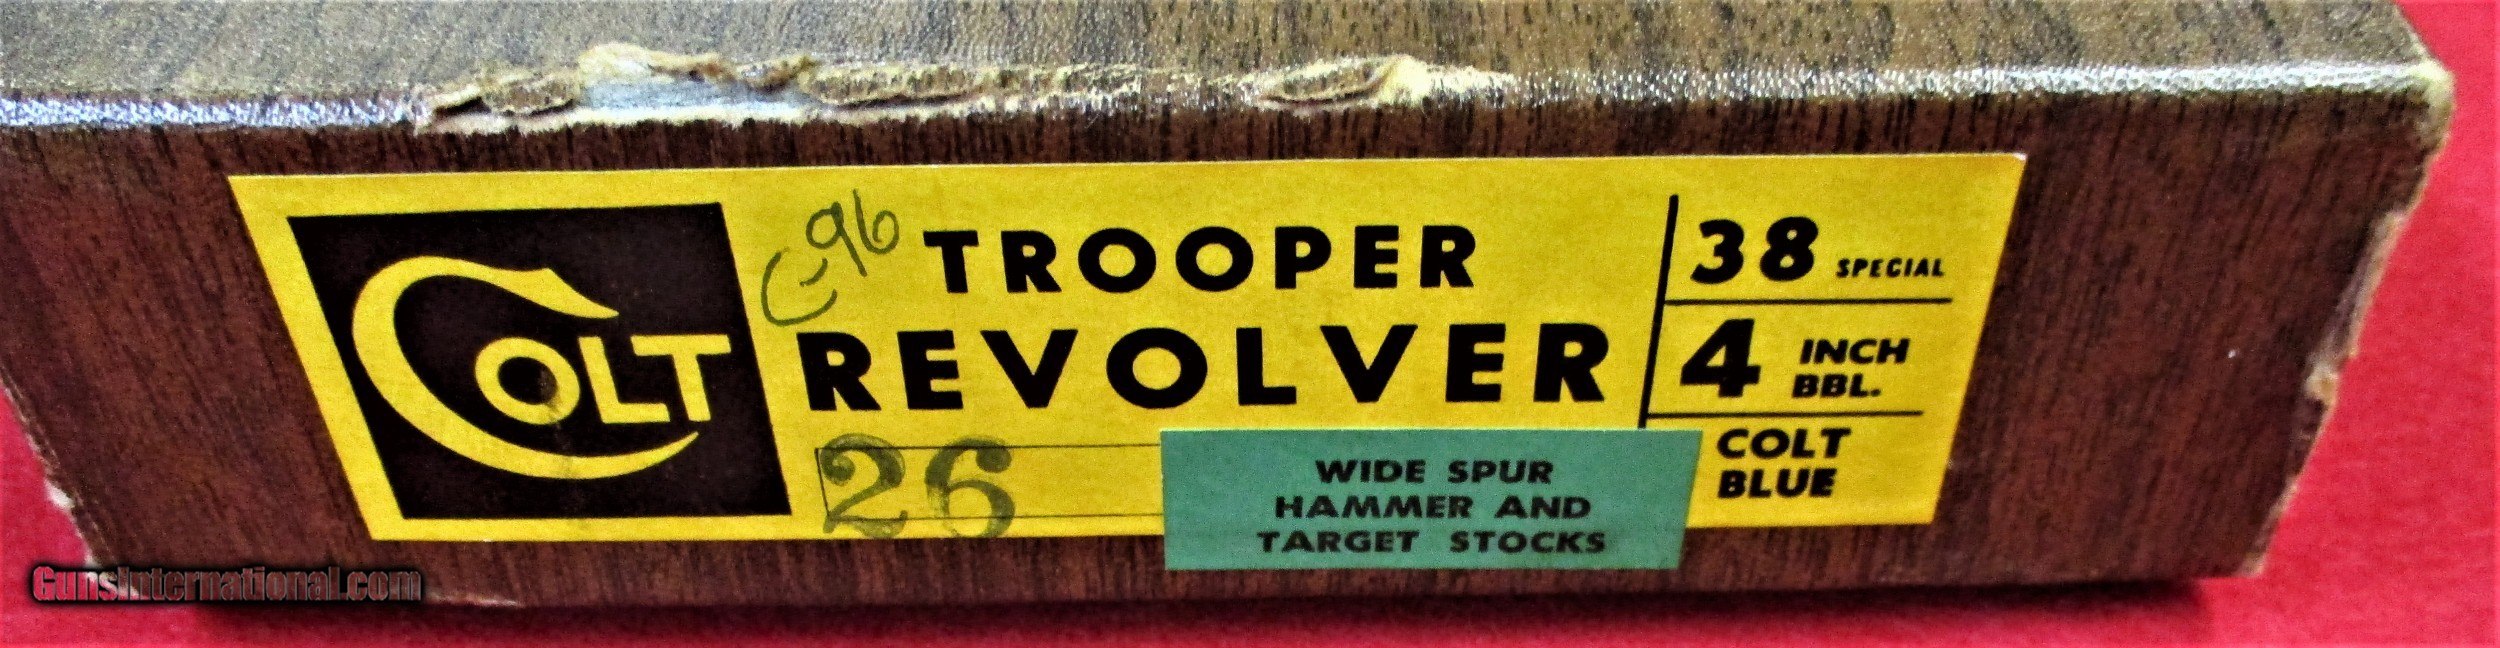 COLT
C-96
TROOPER
REVOLVER
26
38 SPECIAL
4 INCH
BBL.
COLT
BLUE
WIDE SPUR
HAMMER AND
TARGET STOCKS
GunsInternational.com